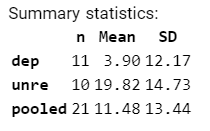 Summary statistics:
n Mean SD
dep 11 3.90 12.17
unre 10 19.82 14.73
pooled 21 11.48 13.44